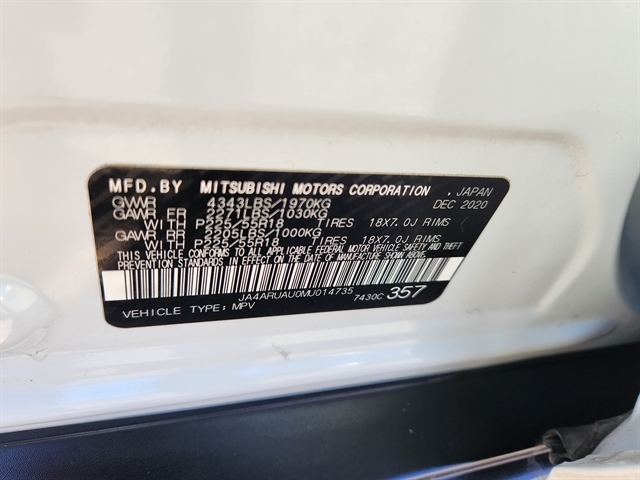 MFD.BY MITSUBISHI MOTORS CORPORATION , JAPAN
GVWR 4343LBS/1970KG DEC 2020
GAWR FR 2271LBS/1030KG
WITH P225/55R18 TIRES 18X7.0J RIMS
GAWR RR 2205LBS/1000KG
WITH P225/55R18 TIRES 18X7.0J RIMS
THIS VEHICLE CONFORMS TO ALL APPLICABLE FEDERAL MOTOR VEHICLE SAFETY AND
THEFT PREVENTION STANDARDS IN EFFECT ON THE DATE OF MANUFACTURE SHOWN ABOVE.
JA4ARUAU0MU014735 7430C 357
VEHICLE TYPE: MPV